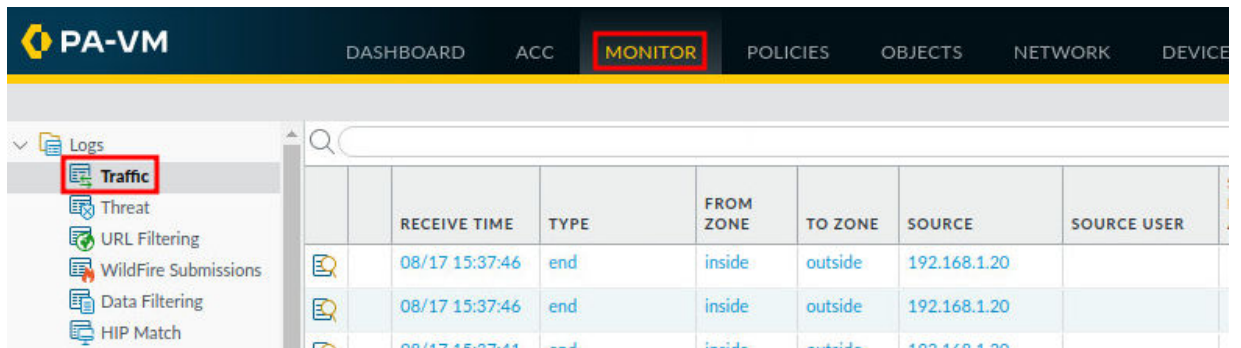 PA-VM
DASHBOARD ACC MONITOR POLICIES OBJECTS NETWORK DEVICE
Logs
Traffic
Threat
URL Filtering
WildFire Submissions
Data Filtering
HIP Match
RECEIVE TIME TYPE FROM ZONE TO ZONE SOURCE SOURCE USER
08/17 15:37:46 end inside outside 192.168.1.20
08/17 15:37:46 end inside outside 192.168.1.20